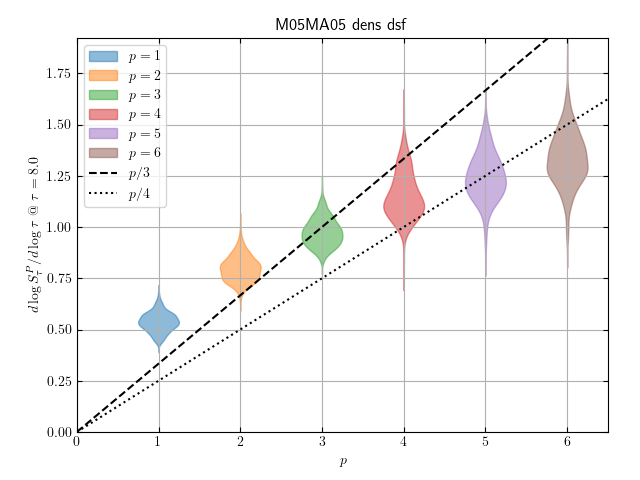 M05MA05 dens dsf
d log S_τ^p / d log τ @ τ = 8.0
1.75
1.50
1.25
1.00
0.75
0.50
0.25
0.00
p = 1
p = 2
p = 3
p = 4
p = 5
p = 6
p/3
p/4
0 1 2 3 4 5 6
p